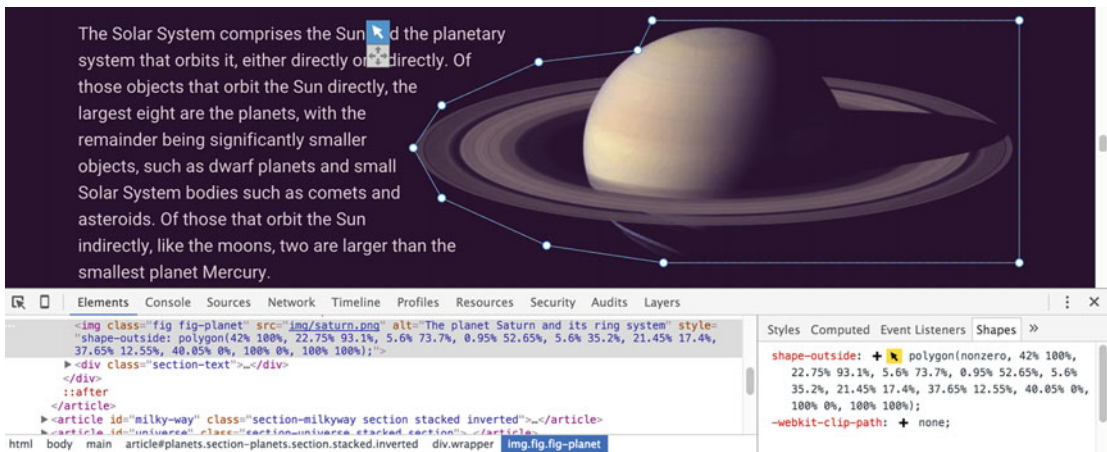 The Solar System comprises the Sun d the planetary
system that orbits it, either directly or directly. Of
those objects that orbit the Sun directly, the
largest eight are the planets, with the
remainder being significantly smaller
objects, such as dwarf planets and small
Solar System bodies such as comets and
asteroids. Of those that orbit the Sun
indirectly, like the moons, two are larger than the
smallest planet Mercury.
Elements Console Sources Network Timeline Profiles Resources Security Audits Layers
<img class="fig fig-planet" src="img/saturn.png" alt="The planet Saturn and its ring system" style=
"shape-outside: polygon(42% 100%, 22.75% 93.1%, 5.6% 73.7%, 0.95% 52.65%, 5.6% 35.2%, 21.45% 17.4%,
37.65% 12.55%, 40.05% 0%, 100% 0%, 100% 100%);">
▶<div class="section-text">…</div>
</div>
::after
</article>
▶<article id="milky-way" class="section-milkyway section stacked inverted">…</article>
▶<article id="universe" class="section-universe stacked section">…</article>
html body main article#planets.section-planets.section.stacked.inverted div.wrapper img.fig.fig-planet
Styles Computed Event Listeners Shapes »
shape-outside: polygon(nonzero, 42% 100%,
22.75% 93.1%, 5.6% 73.7%, 0.95% 52.65%, 5.6%
35.2%, 21.45% 17.4%, 37.65% 12.55%, 40.05% 0%,
100% 0%, 100% 100%);
-webkit-clip-path: + none;